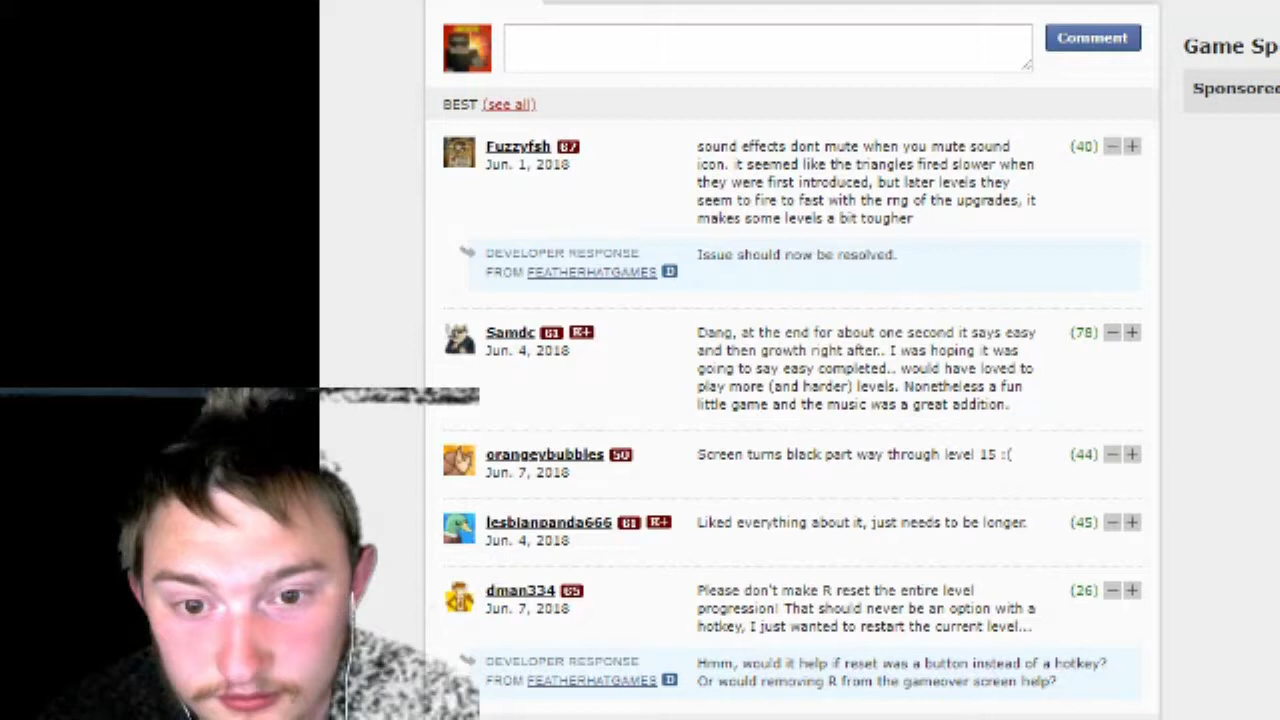 Comment
Game Sp
Sponsored
BEST (see all)
Fuzzyfsh 67
Jun. 1, 2018
sound effects dont mute when you mute sound
icon. it seemed like the triangles fired slower when
they were first introduced, but later levels they
seem to fire to fast with the rng of the upgrades, it
makes some levels a bit tougher
(40)
DEVELOPER RESPONSE
FROM FEATHERHATGAMES D
Issue should now be resolved.
Samdc 61 K+
Jun. 4, 2018
Dang, at the end for about one second it says easy
and then growth right after.. I was hoping it was
going to say easy completed.. would have loved to
play more (and harder) levels. Nonetheless a fun
little game and the music was a great addition.
(78)
orangeybubbles 50
Jun. 7, 2018
Screen turns black part way through level 15 :(
(44)
lesbianpanda666 61 K+
Jun. 4, 2018
Liked everything about it, just needs to be longer.
(45)
dman334 65
Jun. 7, 2018
Please don't make R reset the entire level
progression! That should never be an option with a
hotkey, I just wanted to restart the current level...
(26)
DEVELOPER RESPONSE
FROM FEATHERHATGAMES D
Hmm, would it help if reset was a button instead of a hotkey?
Or would removing R from the gameover screen help?